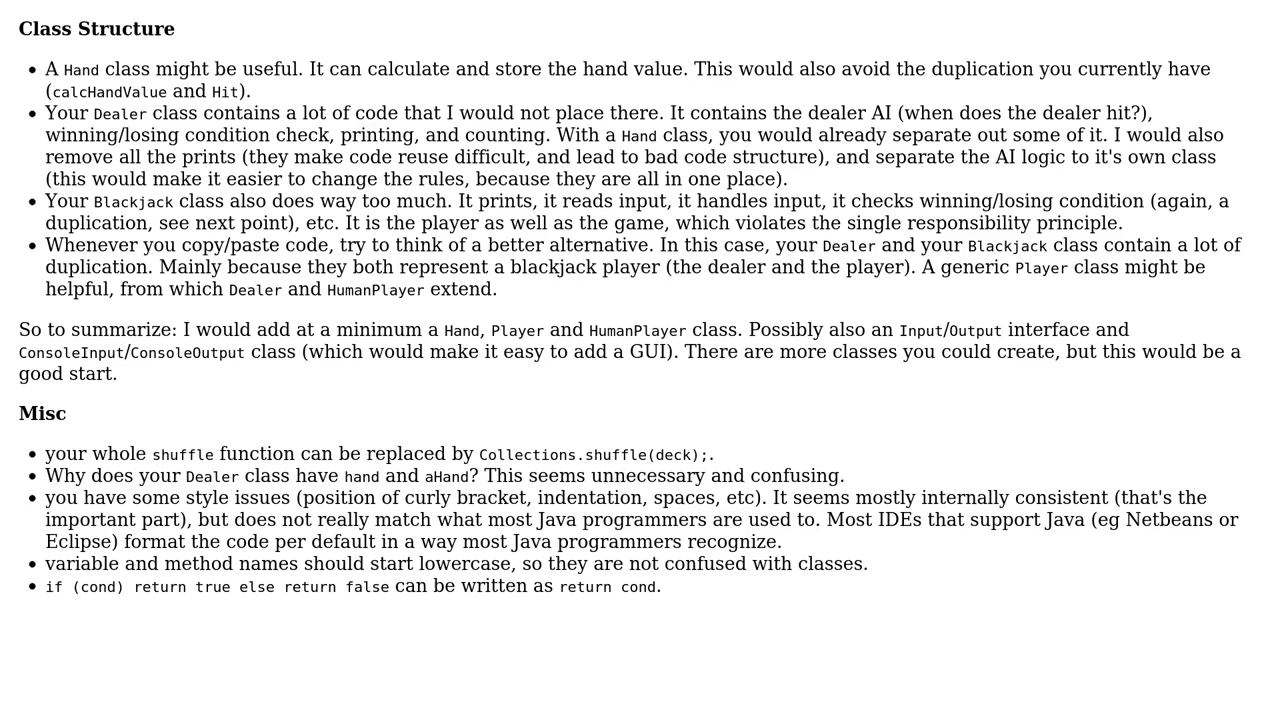 Class Structure
• A Hand class might be useful. It can calculate and store the hand value. This would also avoid the duplication you currently have
(calcHandValue and Hit).
• Your Dealer class contains a lot of code that I would not place there. It contains the dealer AI (when does the dealer hit?),
winning/losing condition check, printing, and counting. With a Hand class, you would already separate out some of it. I would also
remove all the prints (they make code reuse difficult, and lead to bad code structure), and separate the AI logic to it's own class
(this would make it easier to change the rules, because they are all in one place).
• Your Blackjack class also does way too much. It prints, it reads input, it handles input, it checks winning/losing condition (again, a
duplication, see next point), etc. It is the player as well as the game, which violates the single responsibility principle.
• Whenever you copy/paste code, try to think of a better alternative. In this case, your Dealer and your Blackjack class contain a lot of
duplication. Mainly because they both represent a blackjack player (the dealer and the player). A generic Player class might be
helpful, from which Dealer and HumanPlayer extend.
So to summarize: I would add at a minimum a Hand, Player and HumanPlayer class. Possibly also an Input/Output interface and
ConsoleInput/ConsoleOutput class (which would make it easy to add a GUI). There are more classes you could create, but this would be a
good start.
Misc
• your whole shuffle function can be replaced by Collections.shuffle(deck);.
• Why does your Dealer class have hand and aHand? This seems unnecessary and confusing.
• you have some style issues (position of curly bracket, indentation, spaces, etc). It seems mostly internally consistent (that's the
important part), but does not really match what most Java programmers are used to. Most IDEs that support Java (eg Netbeans or
Eclipse) format the code per default in a way most Java programmers recognize.
• variable and method names should start lowercase, so they are not confused with classes.
• if (cond) return true else return false can be written as return cond.